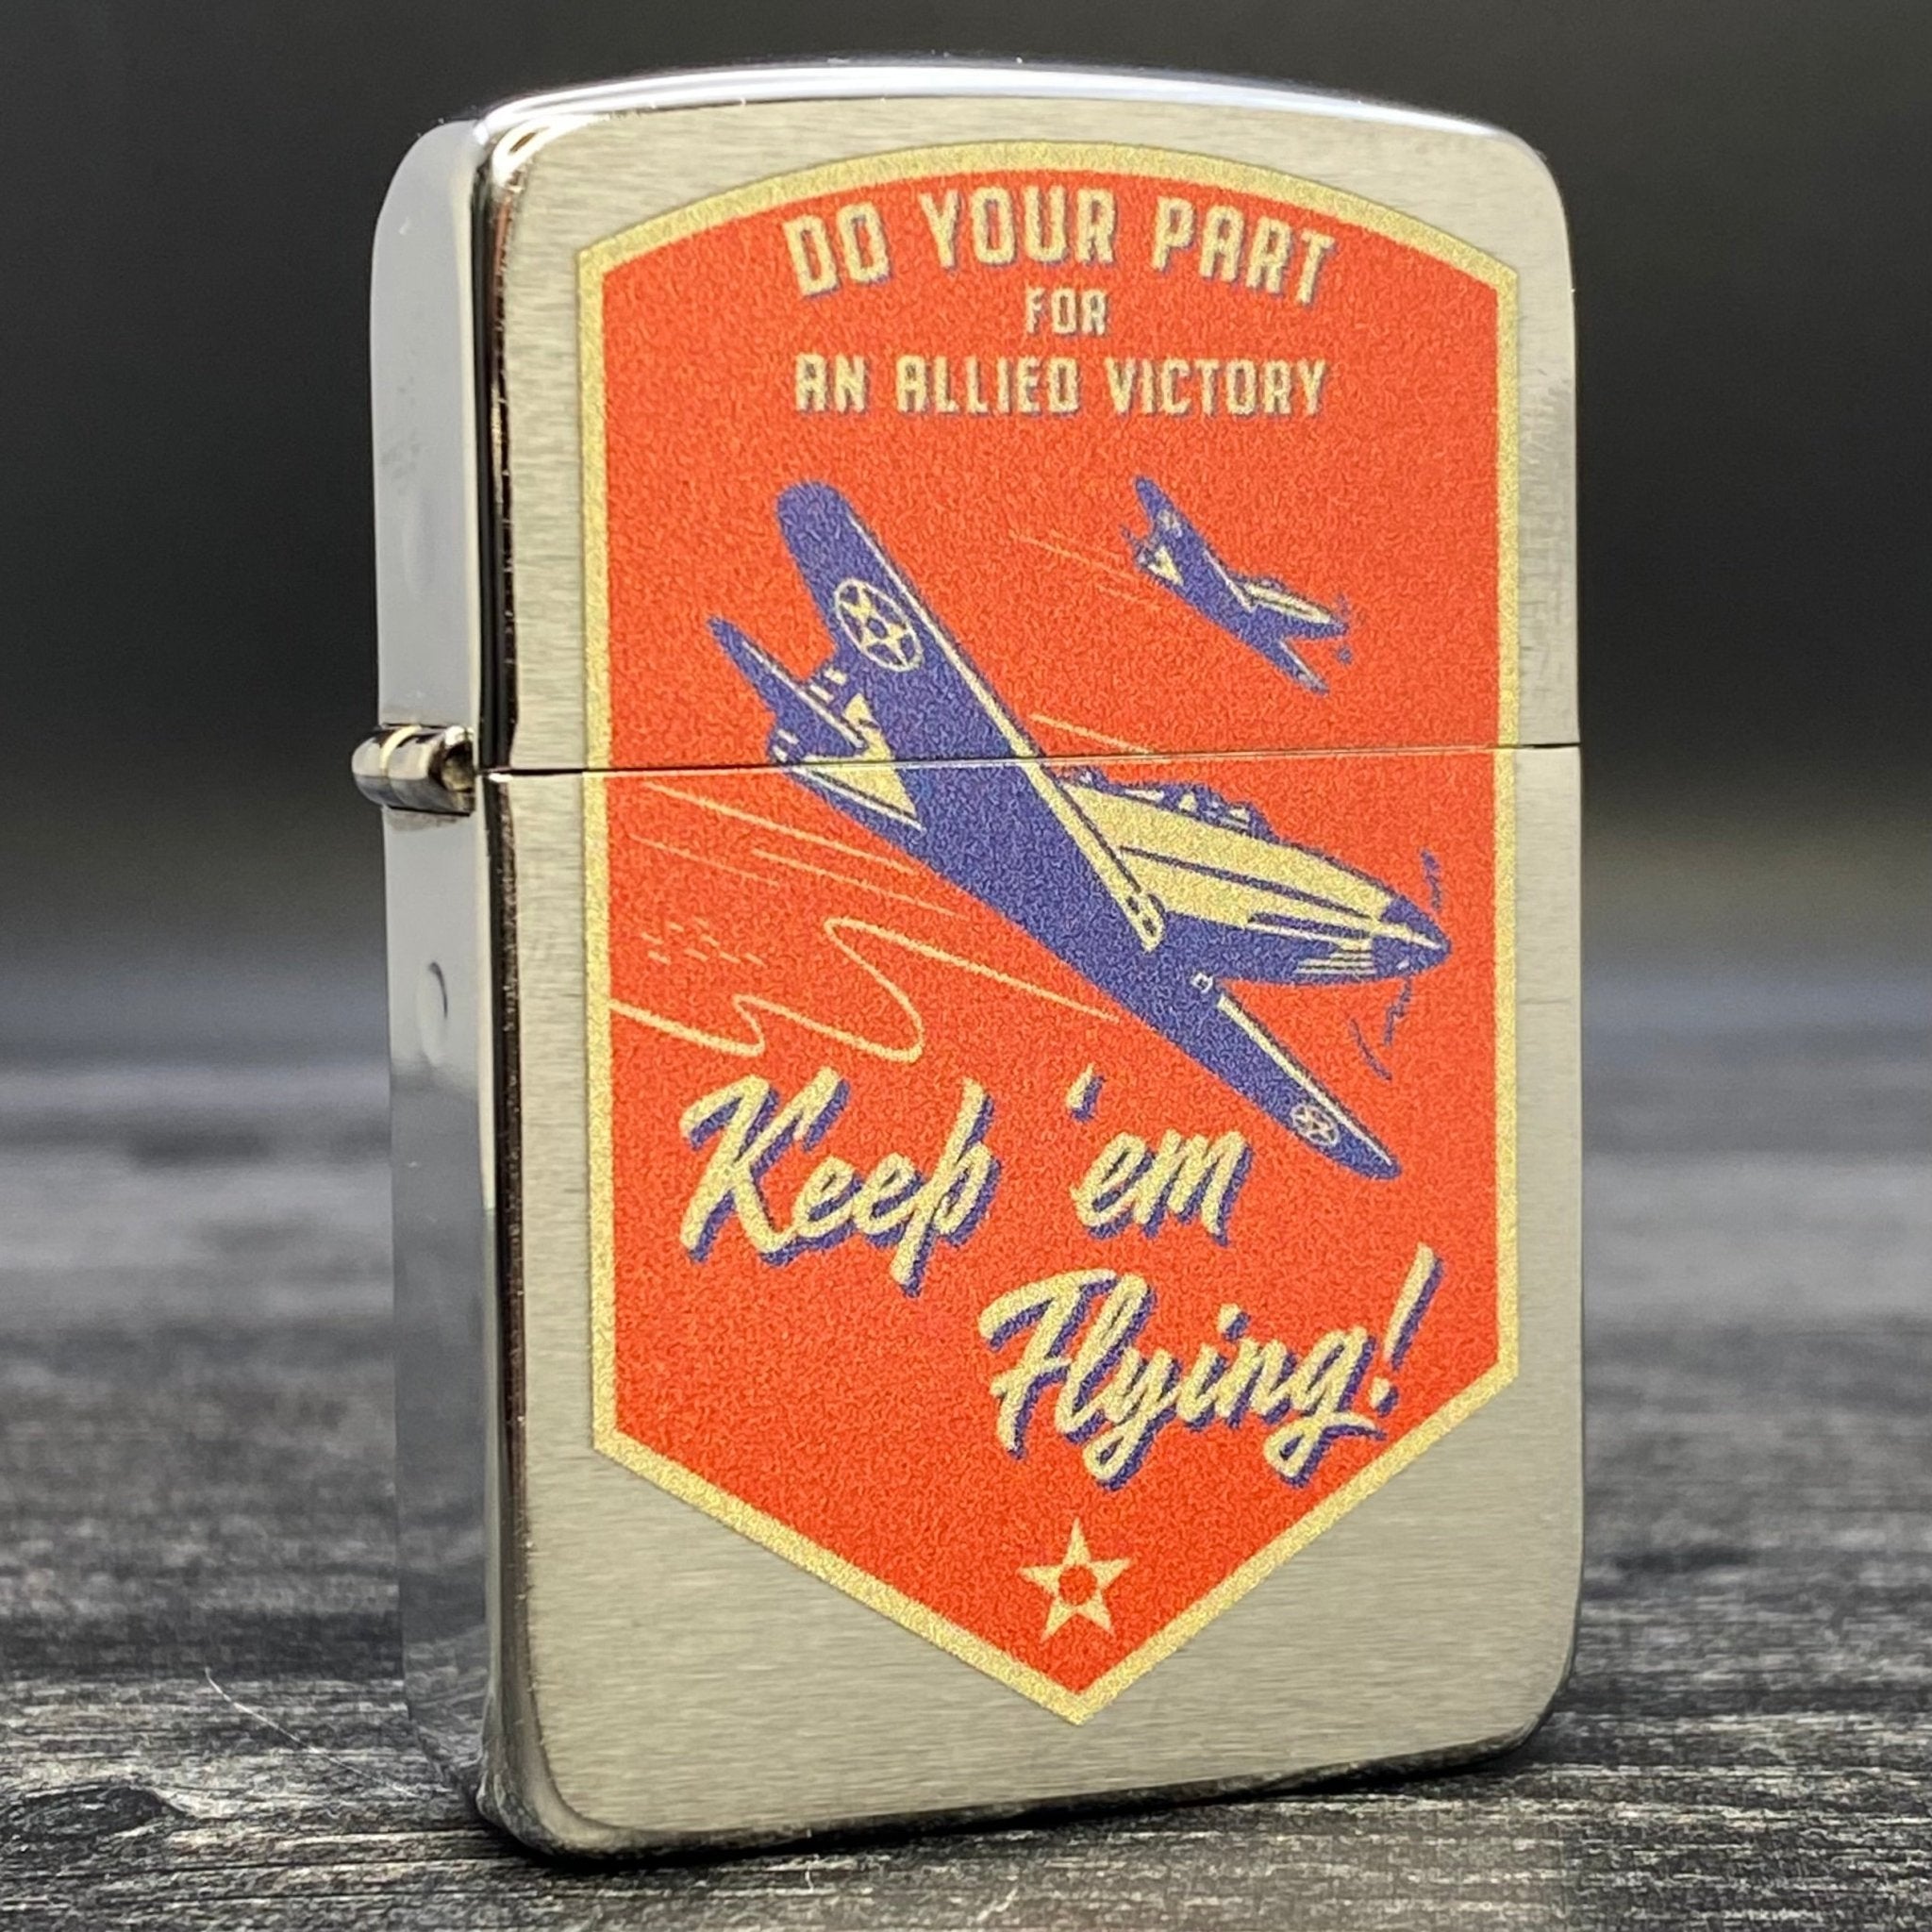 DO YOUR PART
FOR
AN ALLIED VICTORY
Keep 'em
Flying!